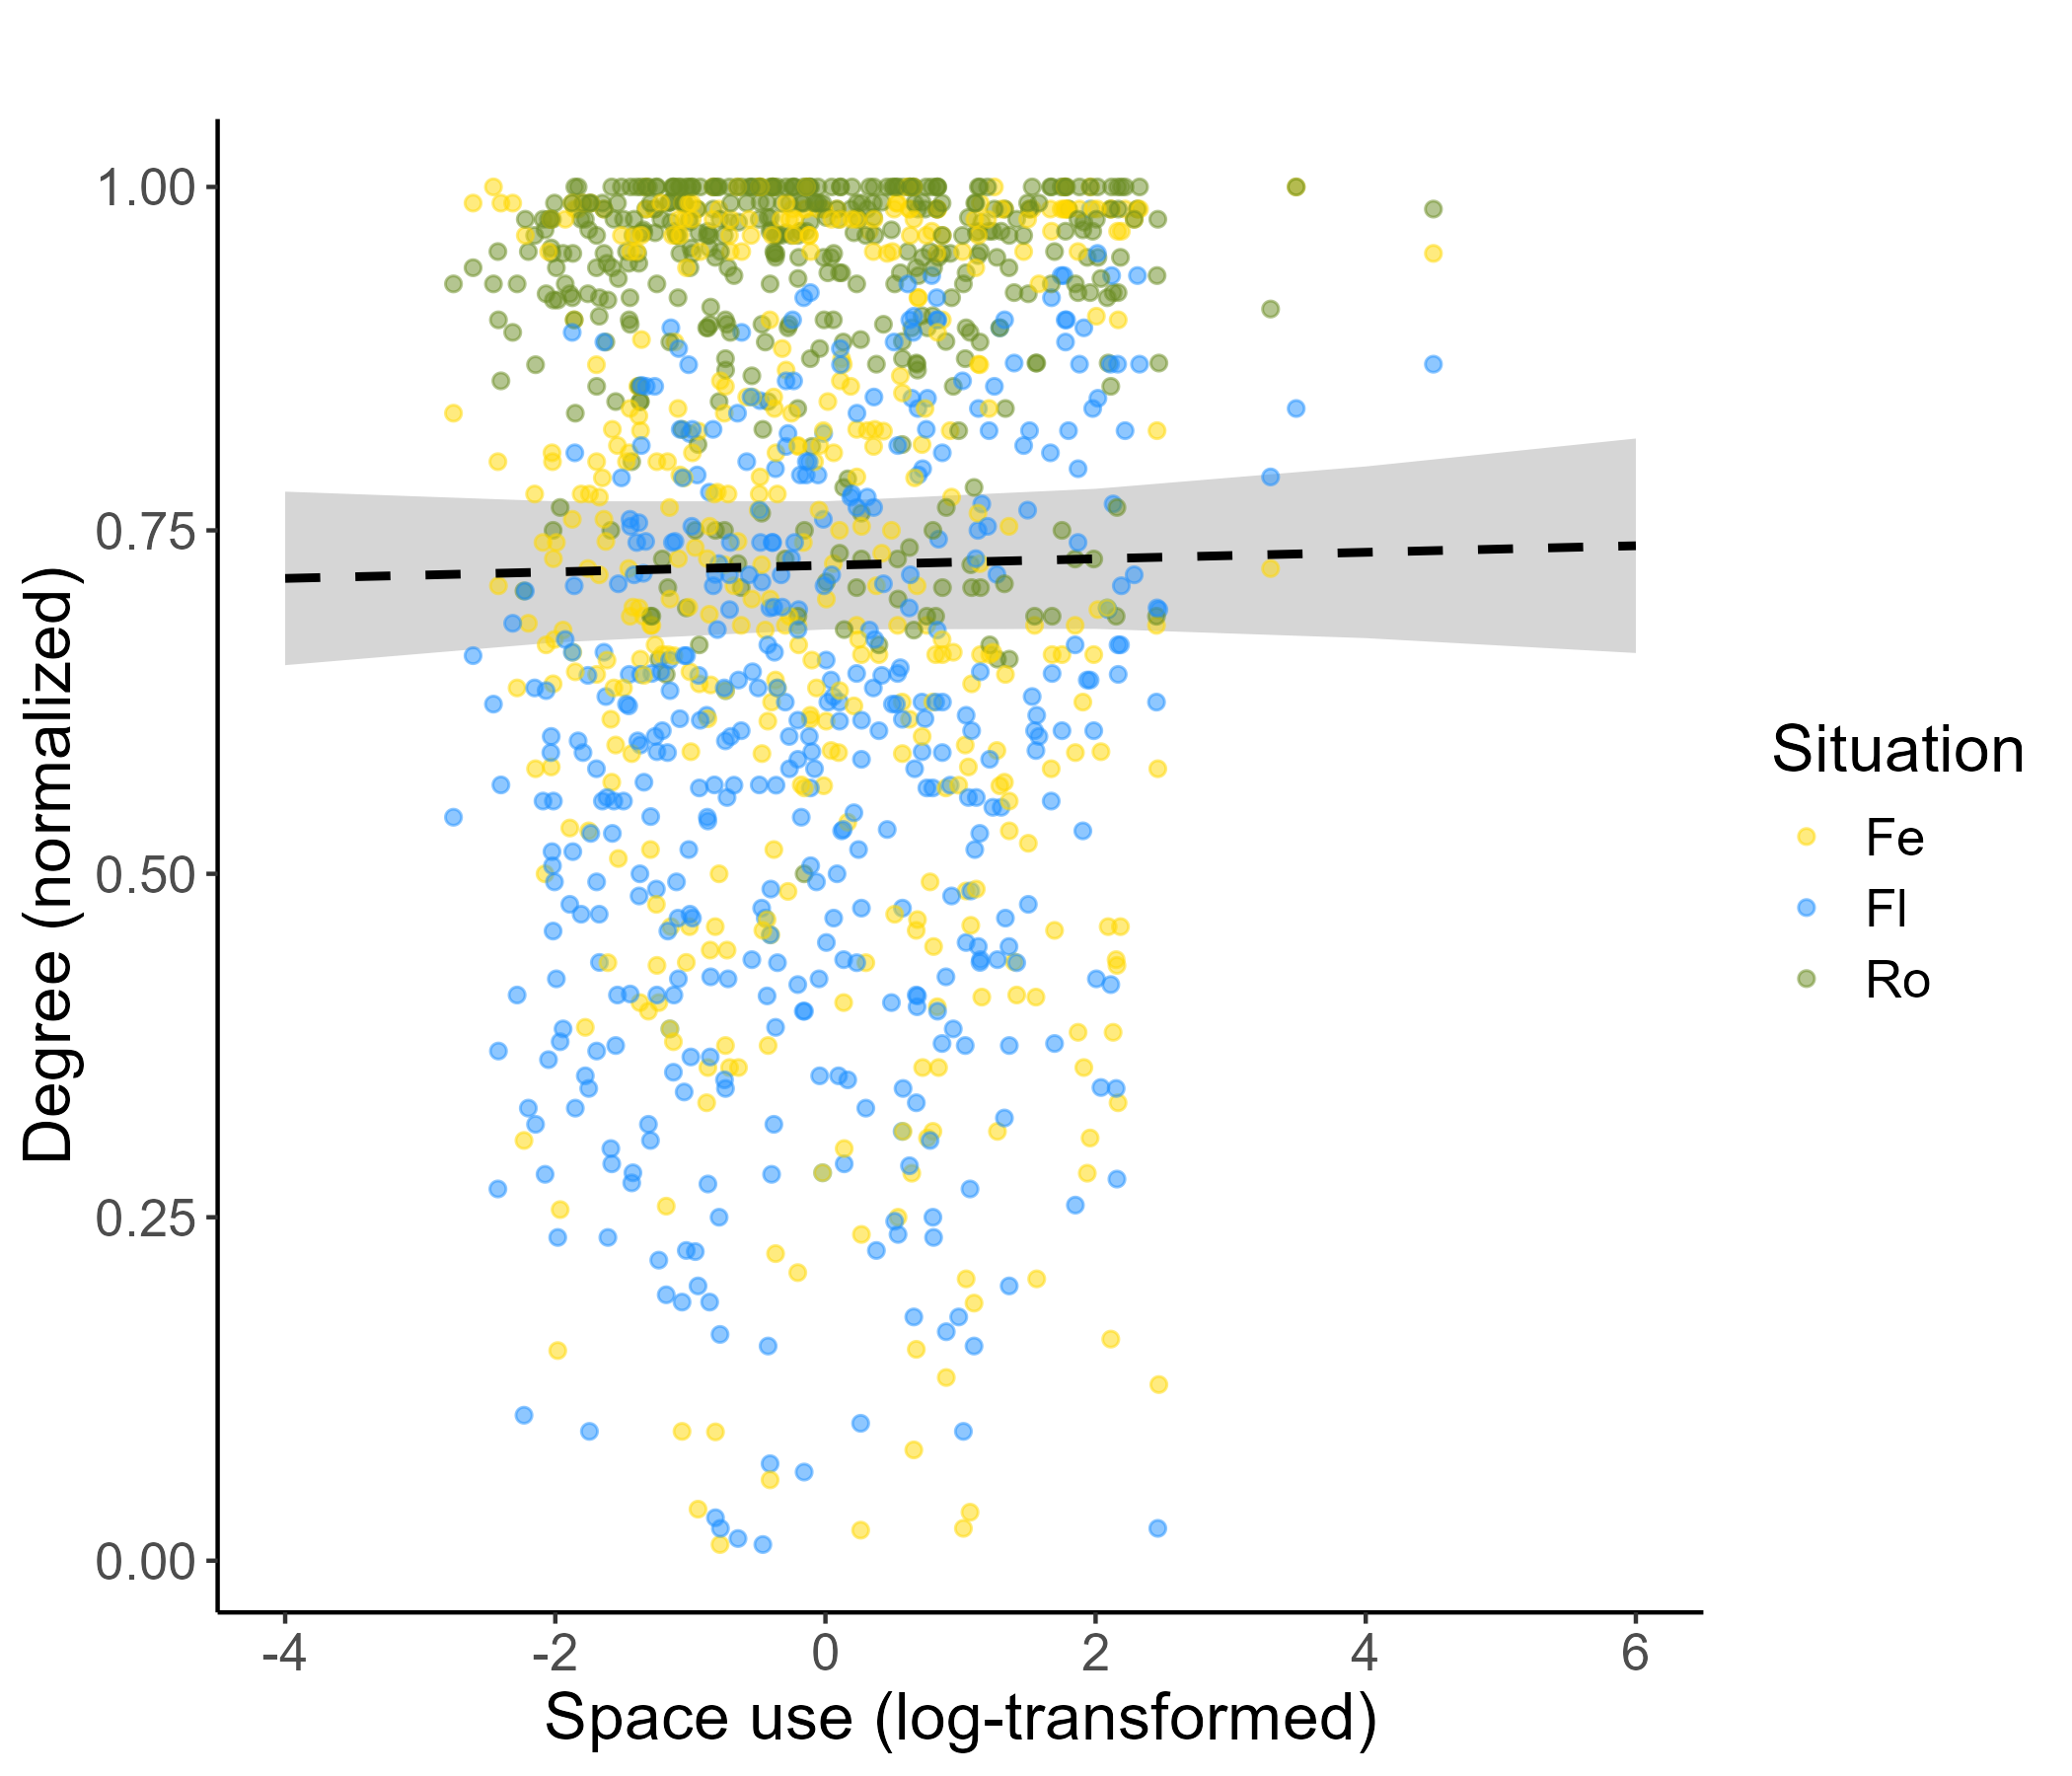 Degree (normalized)
1.00
0.75
0.50
0.25
0.00
-4
-2
0
2
4
6
Space use (log-transformed)
Situation
Fe
Fl
Ro